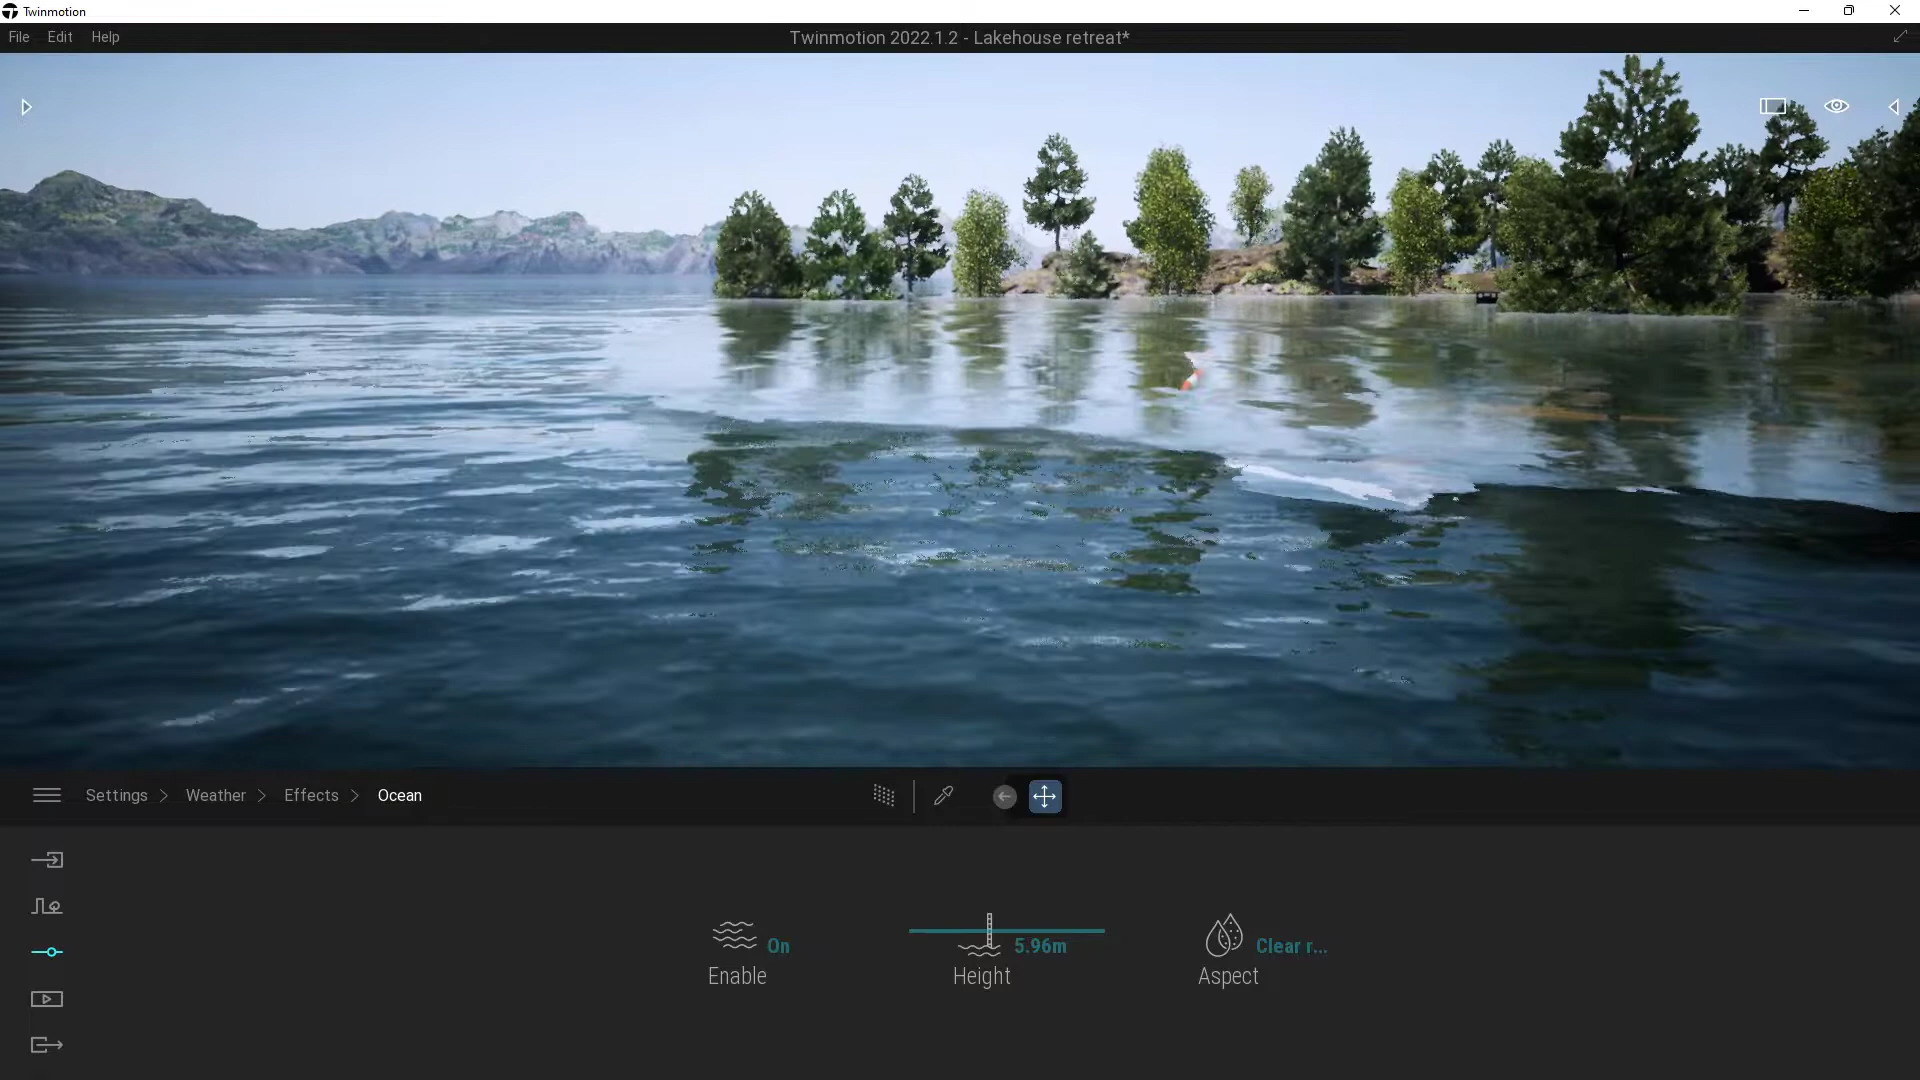 Twinmotion
File Edit Help
Twinmotion 2022.1.2 - Lakehouse retreat*
Settings Weather Effects Ocean
On 5.96m Clear r...
Enable Height Aspect